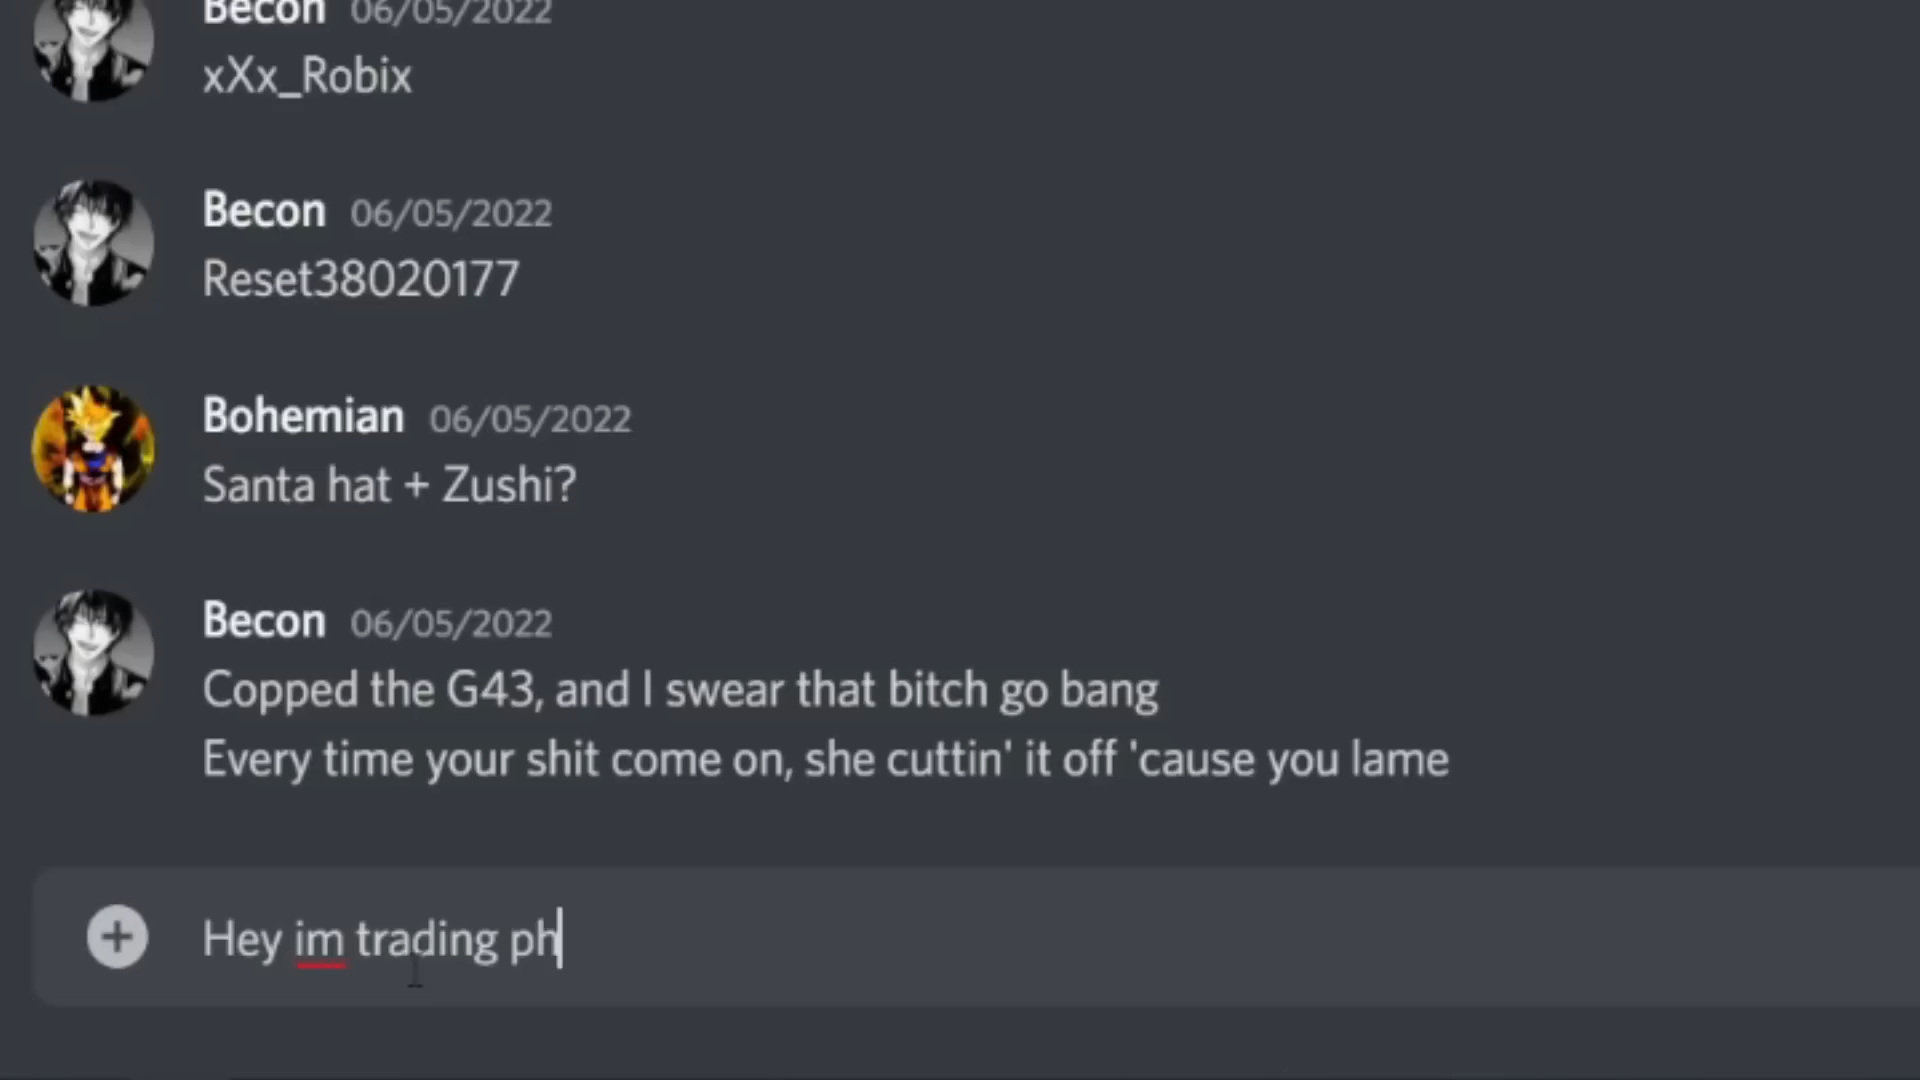 Becon 06/05/2022
xXx_Robix
Becon 06/05/2022
Reset38020177
Bohemian 06/05/2022
Santa hat + Zushi?
Becon 06/05/2022
Copped the G43, and I swear that bitch go bang
Every time your shit come on, she cuttin' it off 'cause you lame
Hey im trading ph